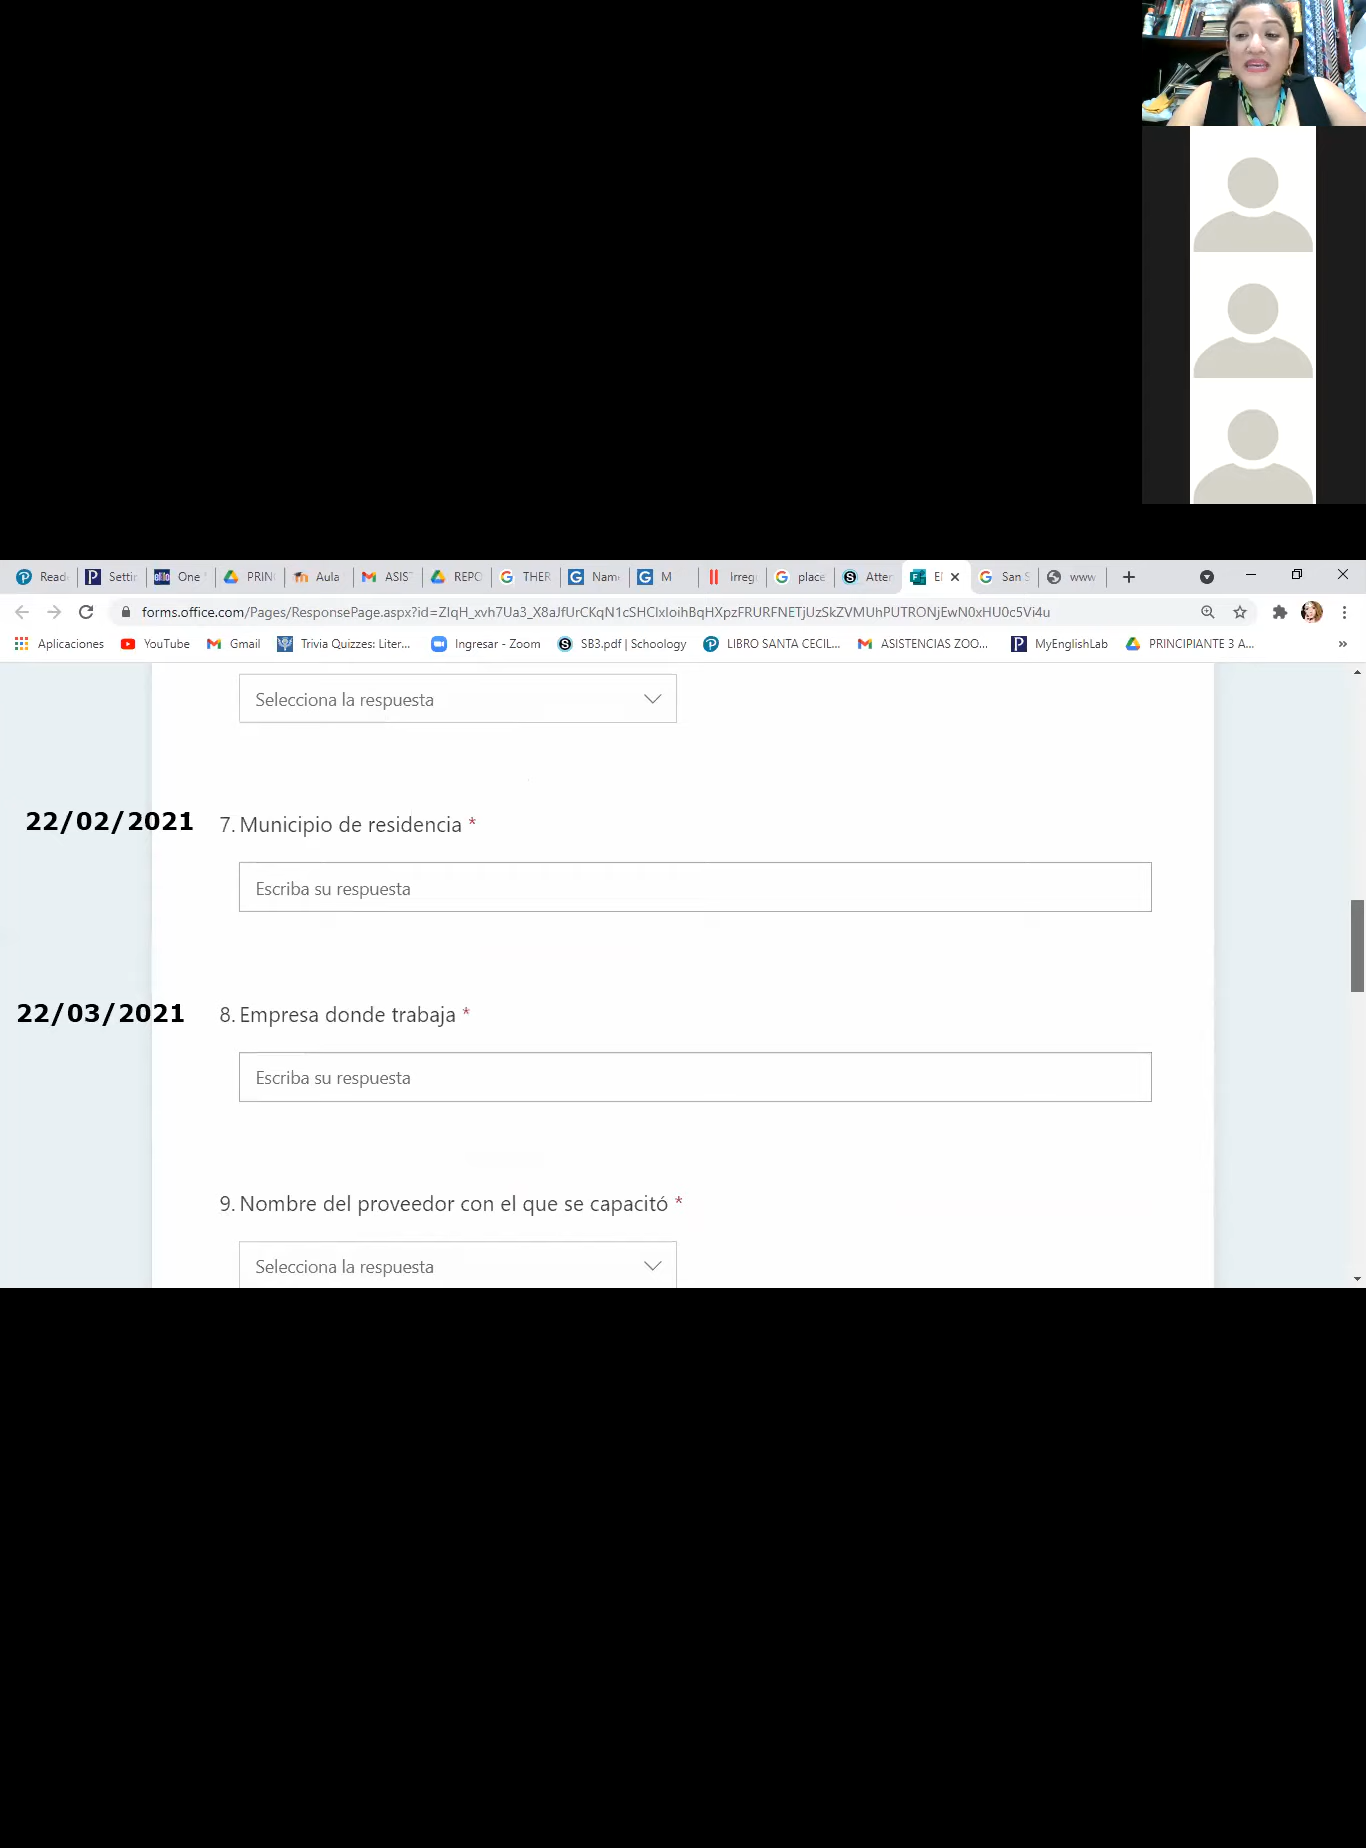 Read
Settir
One
PRIN
Aula
ASIS
REPO
THER
Nam
M
Irreg
place
Atter
El
San S
www
forms.office.com/Pages/ResponsePage.aspx?id=ZIqH_xvh7Ua3_X8aJfUrCKqN1cSHClxIoihBqHXpzFRURFNETjUzSkZVMUhPUTRONjEwN0xHU0c5Vi4u
Aplicaciones
YouTube
Gmail
Trivia Quizzes: Liter...
Ingresar - Zoom
SB3.pdf | Schoology
LIBRO SANTA CECIL...
ASISTENCIAS ZOO...
MyEnglishLab
PRINCIPIANTE 3 A...
»
Selecciona la respuesta
22/02/2021
7. Municipio de residencia *
Escriba su respuesta
22/03/2021
8. Empresa donde trabaja *
Escriba su respuesta
9. Nombre del proveedor con el que se capacitó *
Selecciona la respuesta